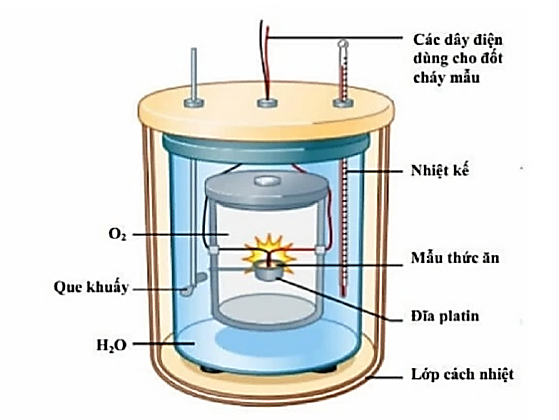 Các dây điện
dùng cho đốt
cháy mẫu
Nhiệt kế
O₂
Mẫu thức ăn
Que khuấy
Đĩa platin
H₂O
Lớp cách nhiệt